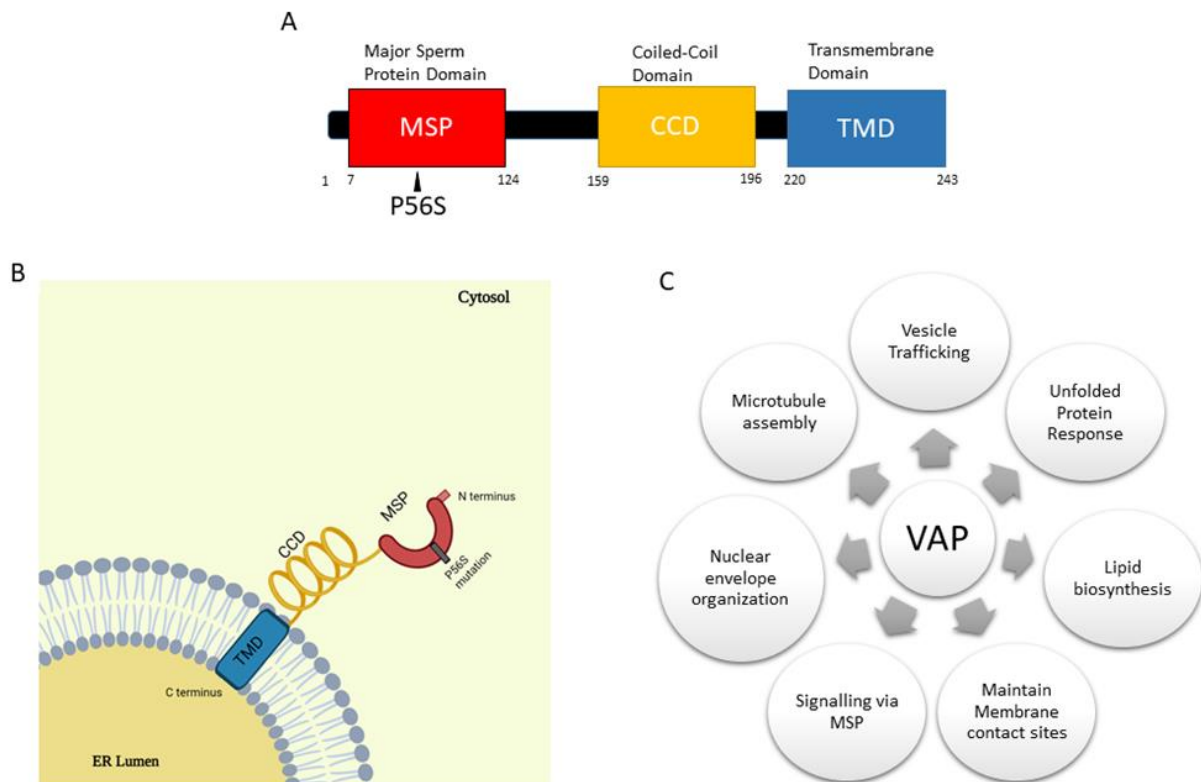 A
Major Sperm
Protein Domain
Coiled-Coil
Domain
Transmembrane
Domain
MSP
CCD
TMD
1 7 124 159 196 220 243
P56S
B
Cytosol
N terminus
MSP
P56S
mutation
CCD
TMD
C terminus
ER Lumen
C
Vesicle
Trafficking
Microtubule
assembly
Unfolded
Protein
Response
VAP
Nuclear
envelope
organization
Lipid
biosynthesis
Signalling via
MSP
Maintain
Membrane
contact sites